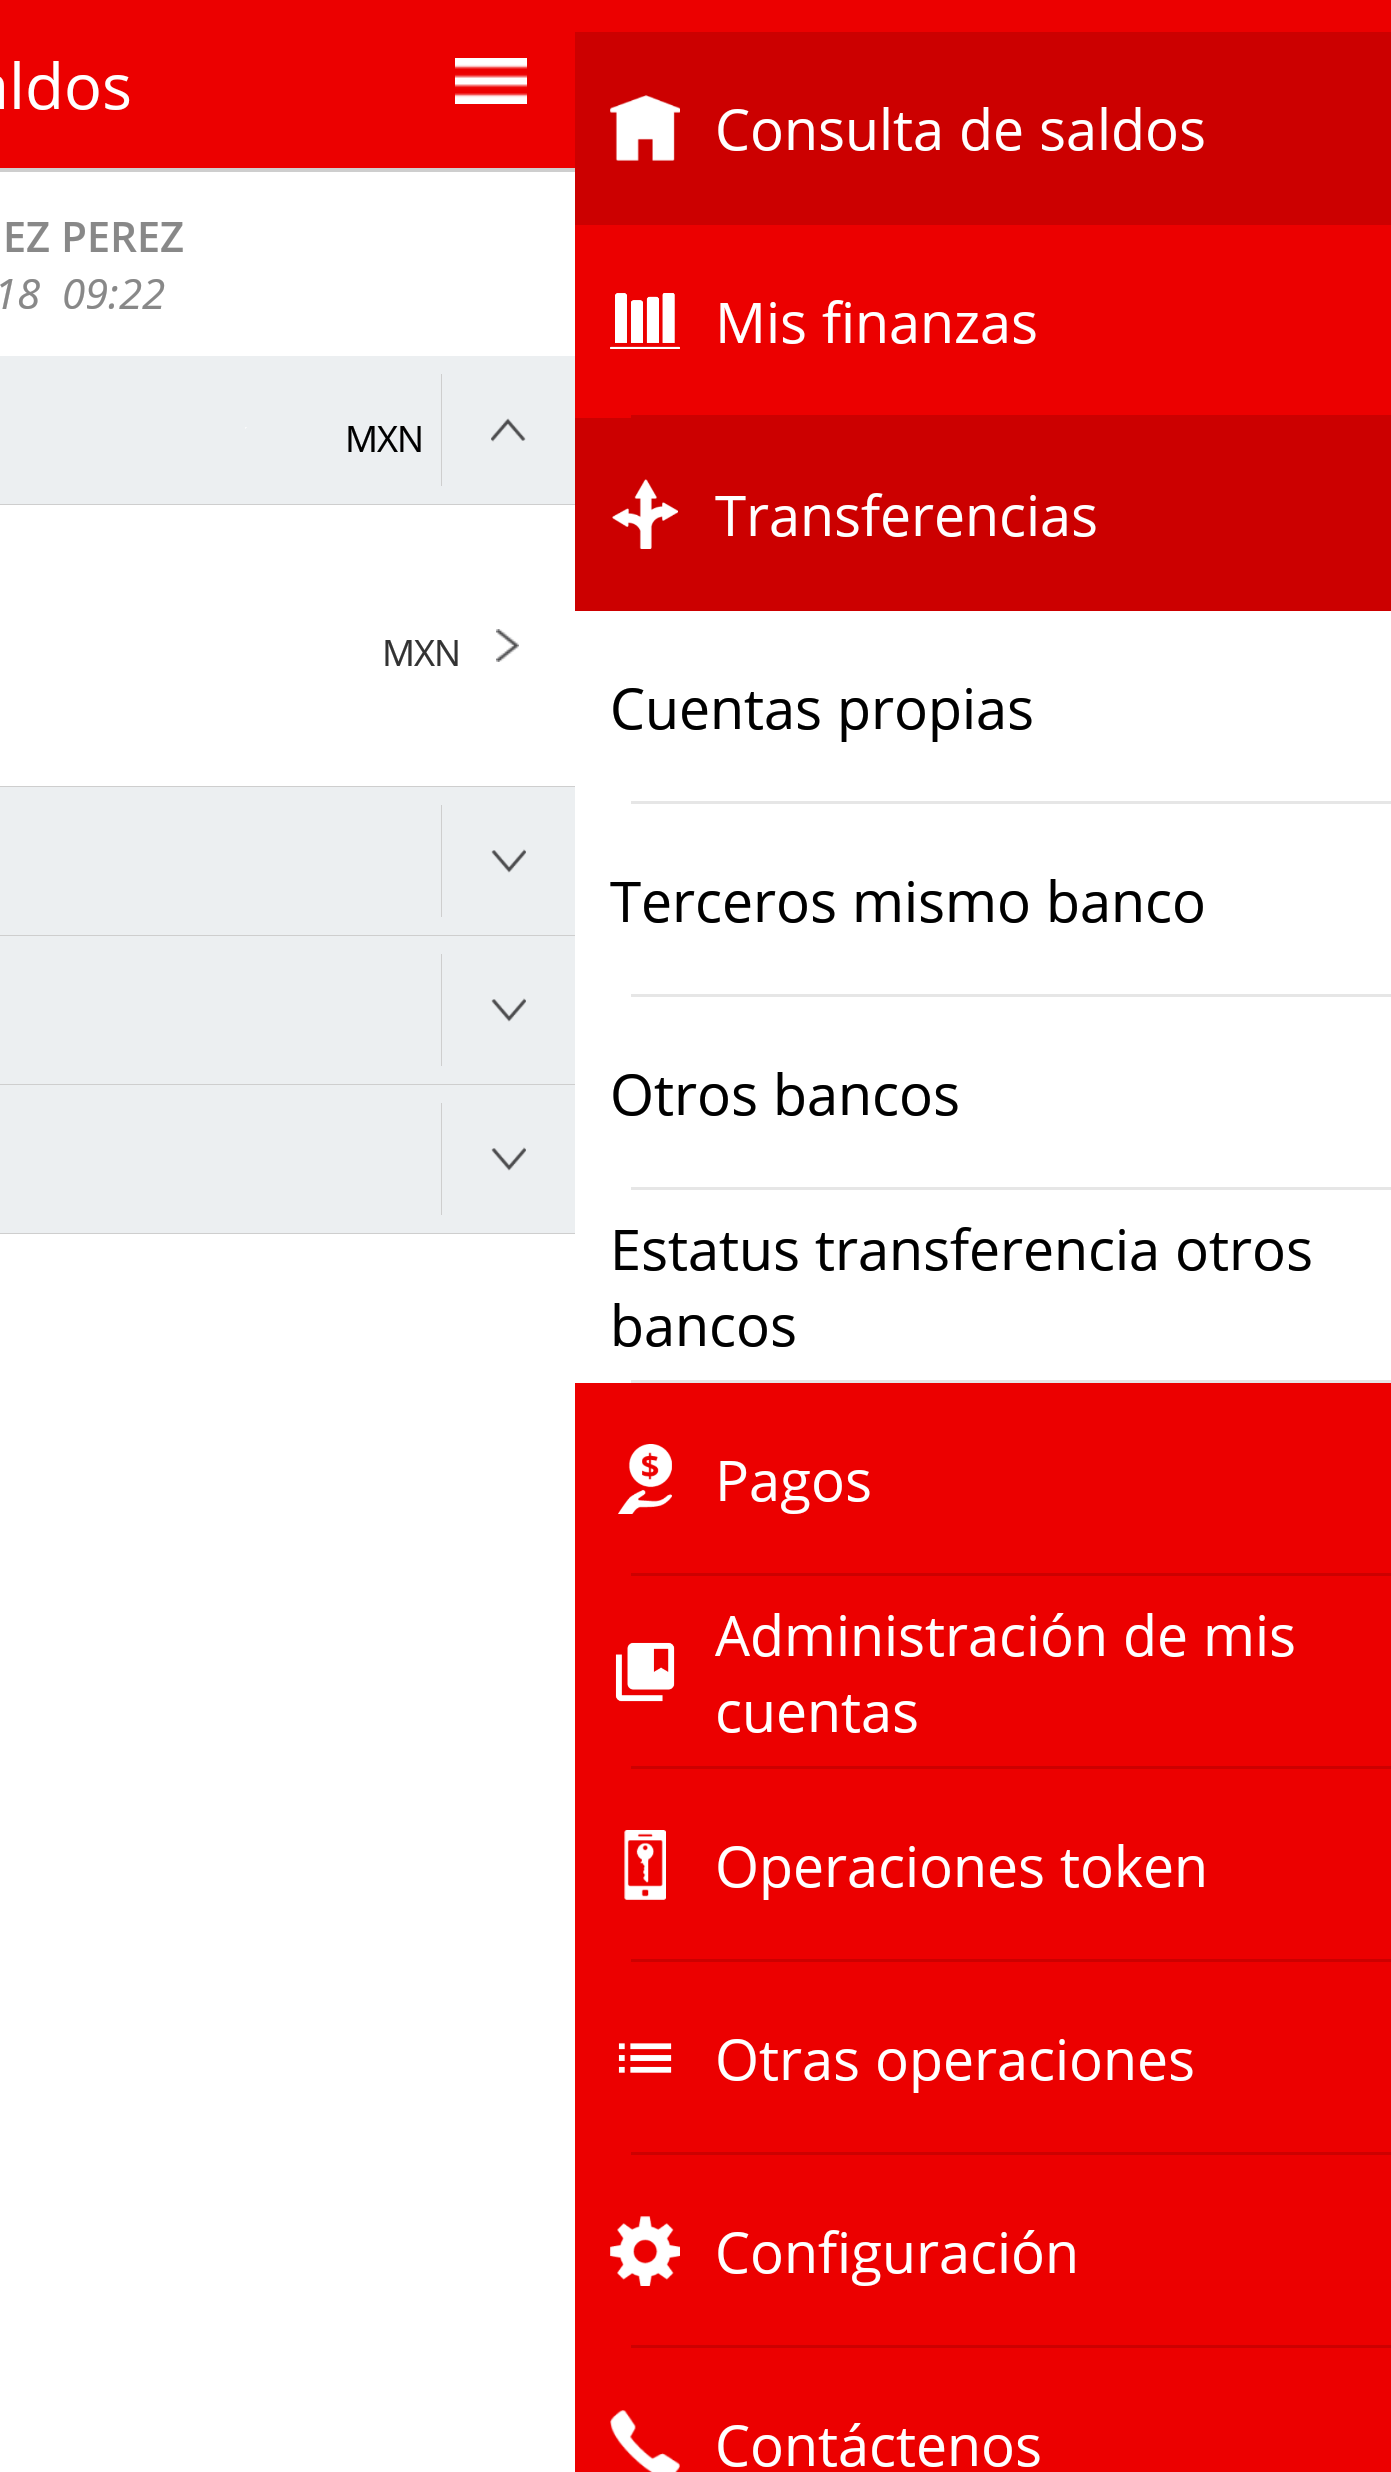 aldos
EZ PEREZ
18 09:22
MXN
MXN
Consulta de saldos
Mis finanzas
Transferencias
Cuentas propias
Terceros mismo banco
Otros bancos
Estatus transferencia otros
bancos
$
Pagos
Administración de mis
cuentas
Operaciones token
Otras operaciones
Configuración
Contáctenos